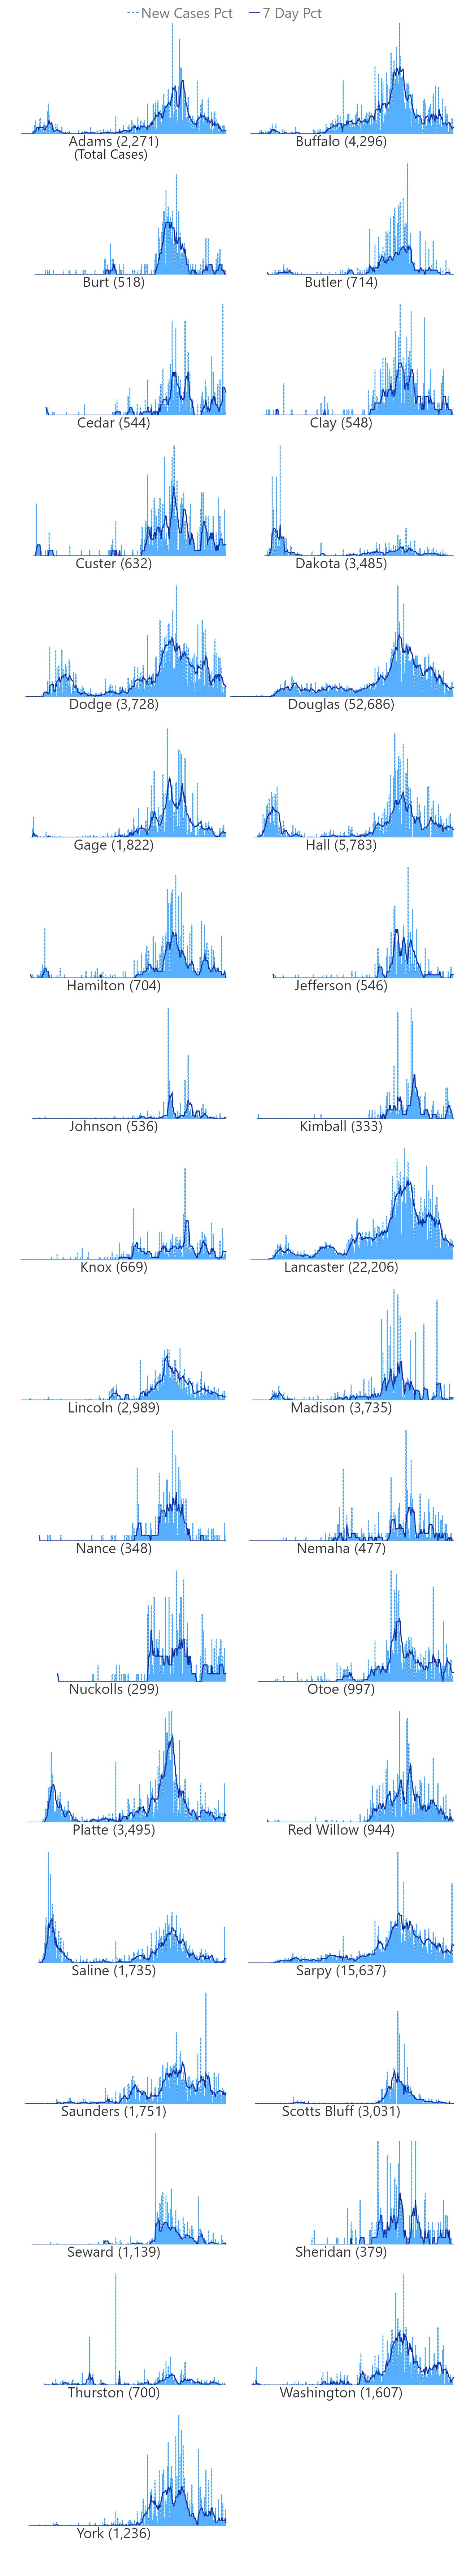 New Cases Pct 7 Day Pct
Adams (2,271) Buffalo (4,296)
(Total Cases)
Burt (518) Butler (714)
Cedar (544) Clay (548)
Custer (632) Dakota (3,485)
Dodge (3,728) Douglas (52,686)
Gage (1,822) Hall (5,783)
Hamilton (704) Jefferson (546)
Johnson (536) Kimball (333)
Knox (669) Lancaster (22,206)
Lincoln (2,989) Madison (3,735)
Nance (348) Nemaha (477)
Nuckolls (299) Otoe (997)
Platte (3,495) Red Willow (944)
Saline (1,735) Sarpy (15,637)
Saunders (1,751) Scotts Bluff (3,031)
Seward (1,139) Sheridan (379)
Thurston (700) Washington (1,607)
York (1,236)